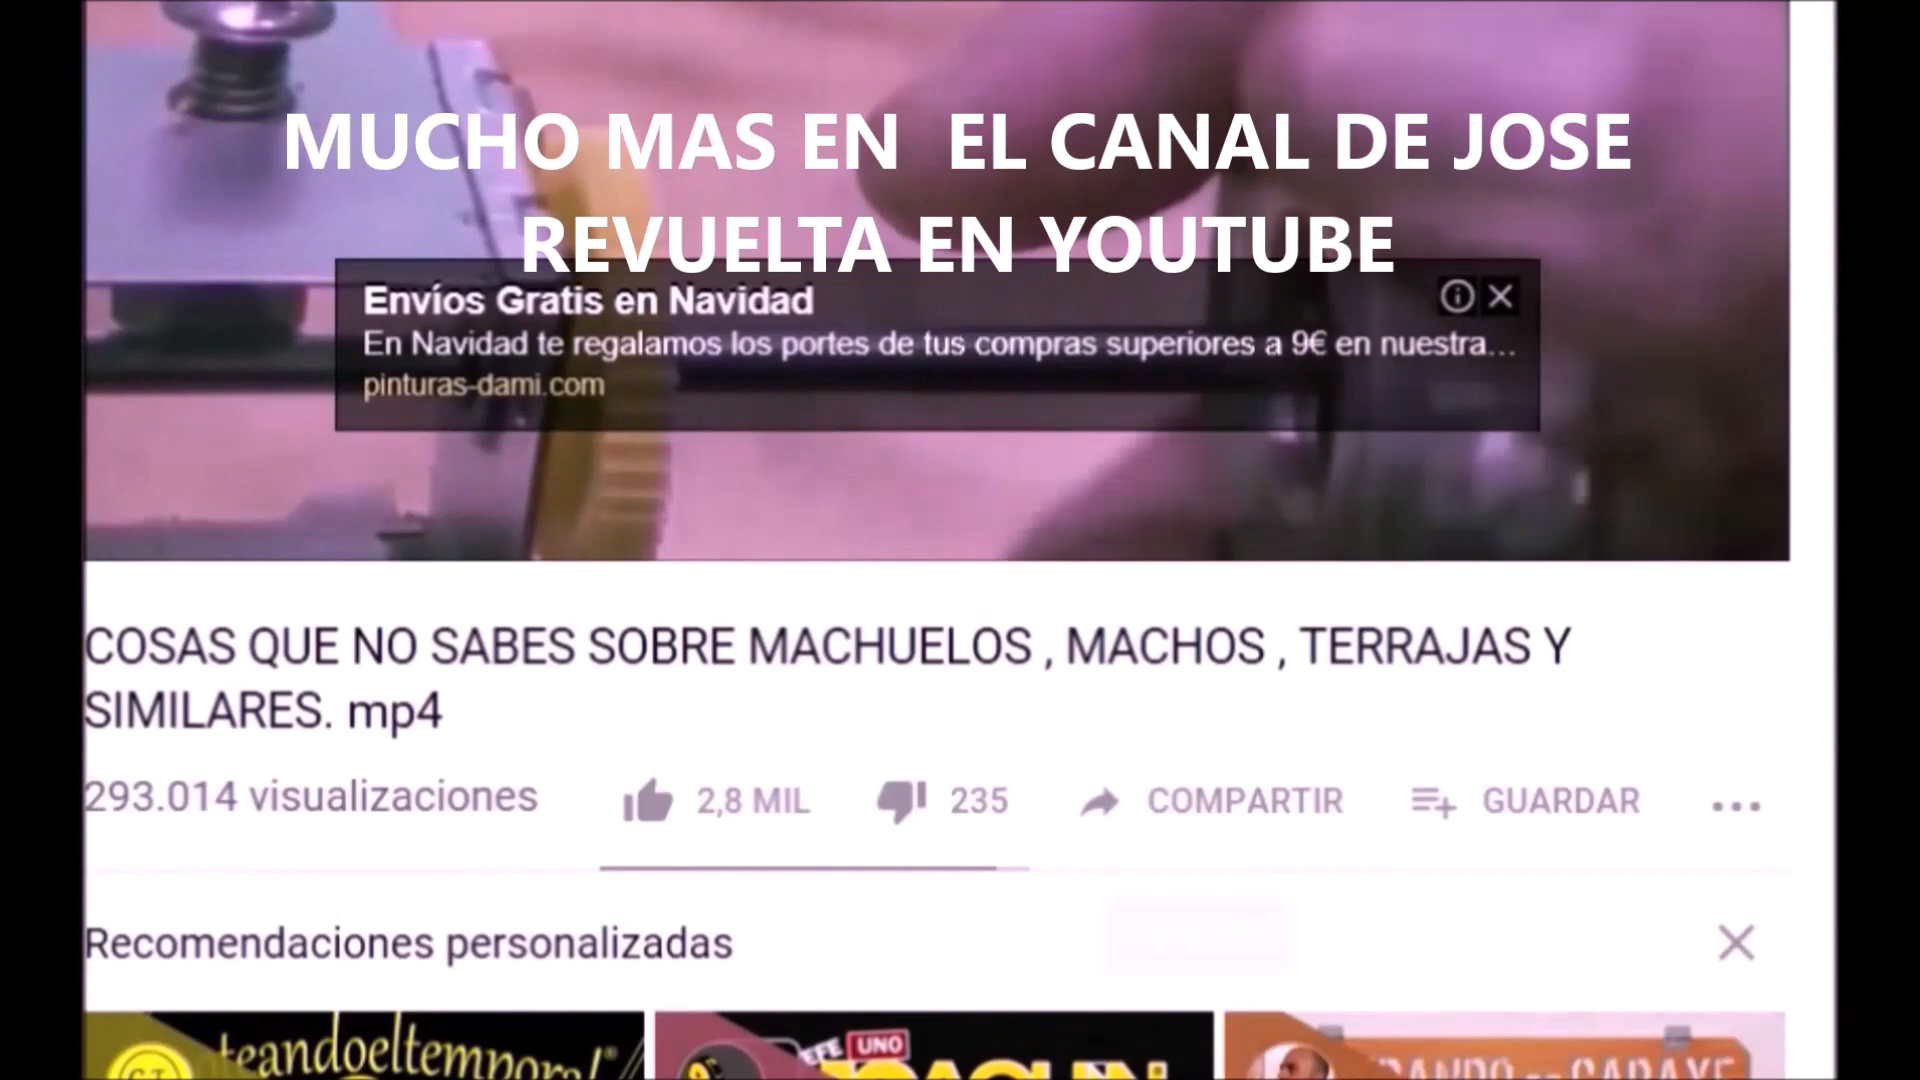 MUCHO MAS EN  EL CANAL DE JOSE
REVUELTA EN YOUTUBE
Envíos Gratis en Navidad
En Navidad te regalamos los portes de tus compras superiores a 9€ en nuestra...
pinturas-dami.com
COSAS QUE NO SABES SOBRE MACHUELOS , MACHOS , TERRAJAS Y
SIMILARES. mp4
293.014 visualizaciones 2,8 MIL 235 COMPARTIR GUARDAR
Recomendaciones personalizadas
UNO